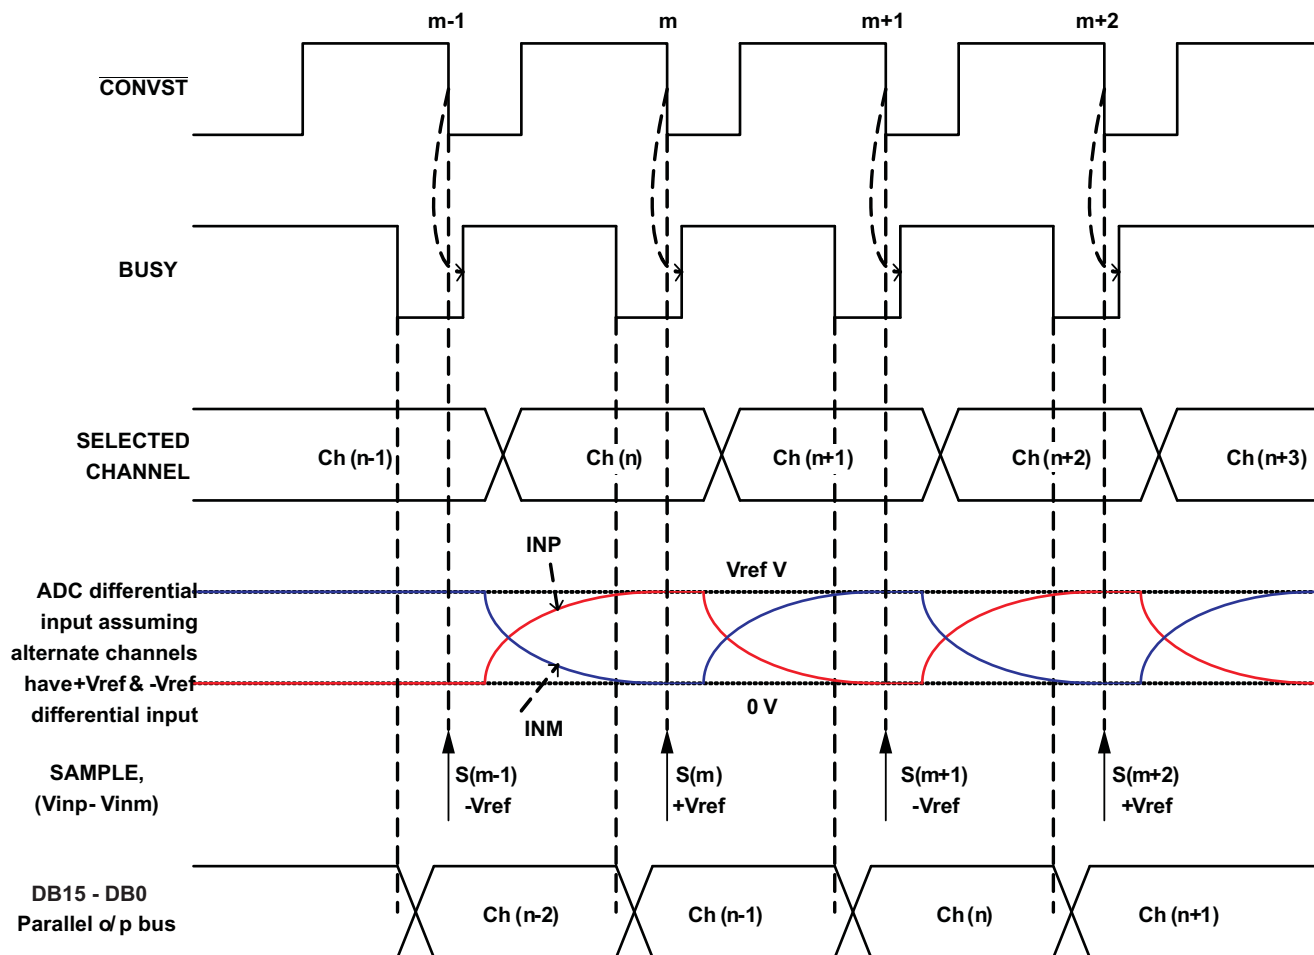 m-1
m
m+1
m+2
CONVST
BUSY
SELECTED
CHANNEL
Ch (n-1)
Ch (n)
Ch (n+1)
Ch (n+2)
Ch (n+3)
INP
Vref V
ADC differential
input assuming
alternate channels
have+Vref & -Vref
differential input
INM
0 V
SAMPLE,
(Vinp- Vinm)
S(m-1)
-Vref
S(m)
+Vref
S(m+1)
-Vref
S(m+2)
+Vref
DB15 - DB0
Parallel o/p bus
Ch (n-2)
Ch (n-1)
Ch (n)
Ch (n+1)